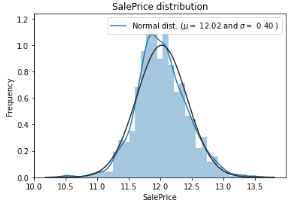 SalePrice distribution
Normal dist. (μ = 12.02 and σ = 0.40 )
1.2
1.0
0.8
0.6
0.4
0.2
0.0
Frequency
10.0 10.5 11.0 11.5 12.0 12.5 13.0 13.5
SalePrice